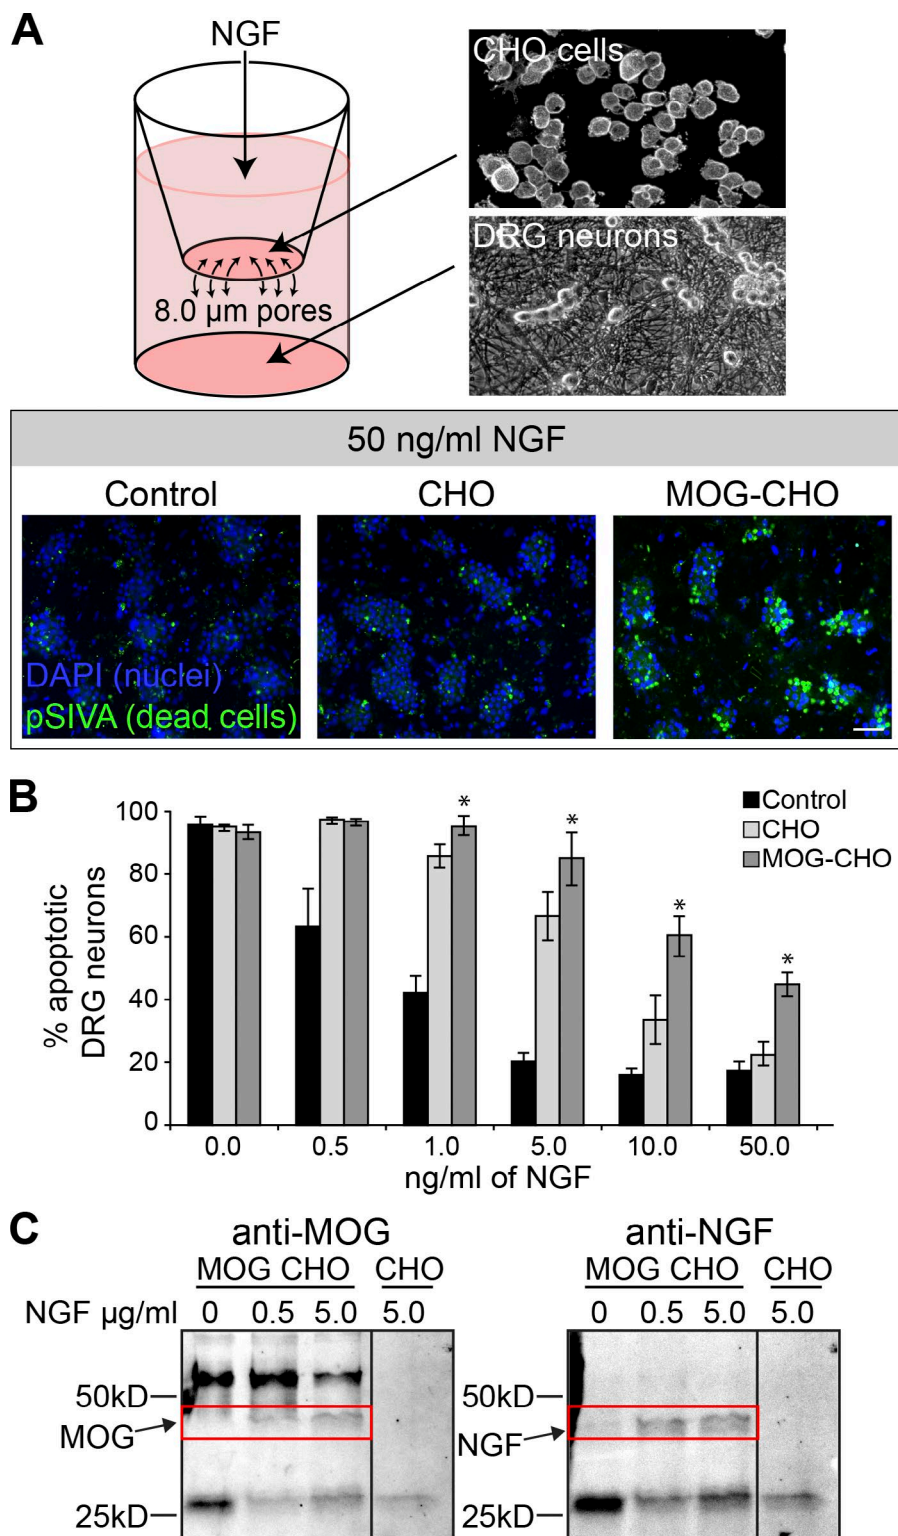 A
NGF
CHO cells
DRG neurons
8.0 µm pores
50 ng/ml NGF
Control
CHO
MOG-CHO
DAPI (nuclei)
pSIVA (dead cells)
B
% apoptotic
DRG neurons
100
80
60
40
20
0
* * * *
Control
CHO
MOG-CHO
0.0 0.5 1.0 5.0 10.0 50.0
ng/ml of NGF
C
anti-MOG
MOG CHO CHO
NGF µg/ml 0 0.5 5.0 5.0
50kD
MOG
25kD
anti-NGF
MOG CHO CHO
0 0.5 5.0 5.0
50kD
NGF
25kD